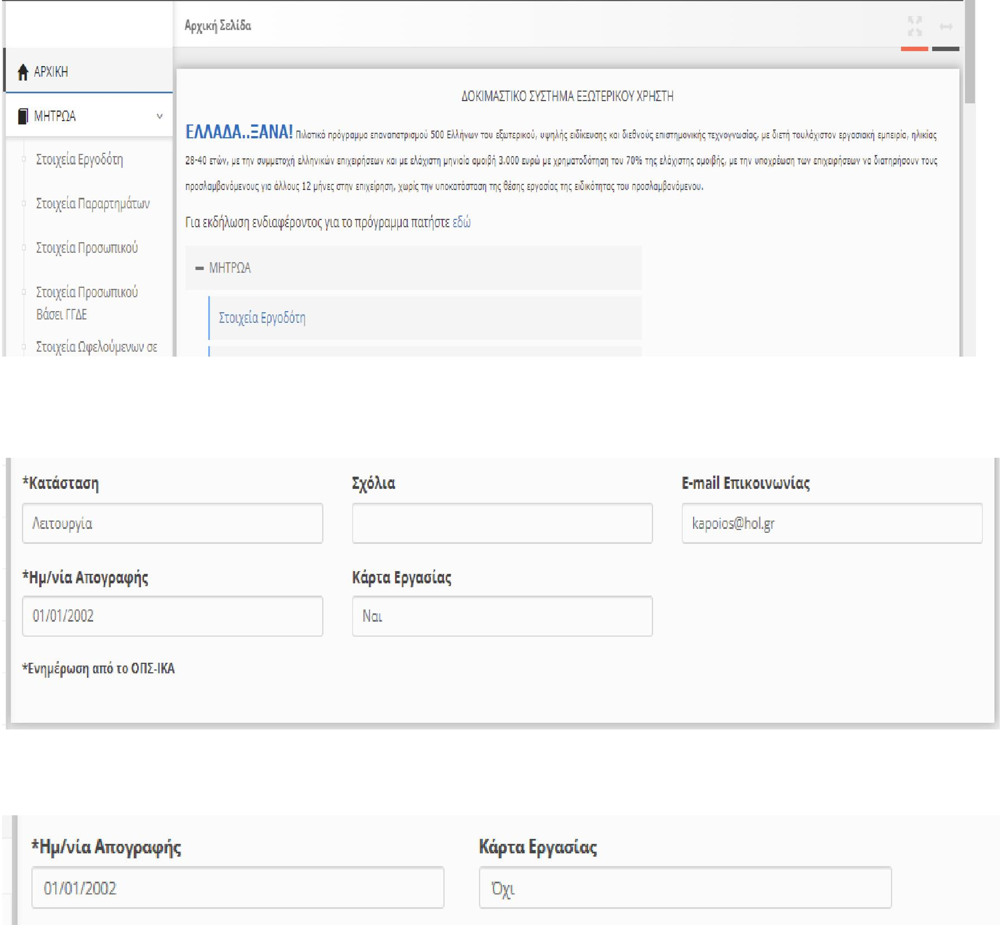 Αρχική Σελίδα
ΑΡΧΙΚΗ
ΜΗΤΡΩΑ
Στοιχεία Εργοδότη
Στοιχεία Παραρτημάτων
Στοιχεία Προσωπικού
Στοιχεία Προσωπικού
Βάσει ΓΓΔΕ
Στοιχεία Ωφελούμενων σε
ΔΟΚΙΜΑΣΤΙΚΟ ΣΥΣΤΗΜΑ ΕΞΩΤΕΡΙΚΟΥ ΧΡΗΣΤΗ
ΕΛΛΑΔΑ..ΞΑΝΑ! Πιλοτικό πρόγραμμα επαναπατρισμού 500 Ελλήνων του εξωτερικού, υψηλής ειδίκευσης και διεθνούς επιστημονικής τεχνογνωσίας, με διετή τουλάχιστον εργασιακή εμπειρία, ηλικίας
28-40 ετών, με την συμμετοχή ελληνικών επιχειρήσεων και με ελάχιστη μηνιαία αμοιβή 3.000 ευρώ με χρηματοδότηση του 70% της ελάχιστης αμοιβής, με την υποχρέωση των επιχειρήσεων να διατηρήσουν τους
προσλαμβανόμενους για άλλους 12 μήνες στην επιχείρηση, χωρίς την υποκατάσταση της θέσης εργασίας της ειδικότητας του προσλαμβανόμενου.
Για εκδήλωση ενδιαφέροντος για το πρόγραμμα πατήστε εδώ
ΜΗΤΡΩΑ
Στοιχεία Εργοδότη
*Κατάσταση
Σχόλια
E-mail Επικοινωνίας
Λειτουργία
kapoios@hol.gr
*Ημ/νία Απογραφής
Κάρτα Εργασίας
01/01/2002
Ναι
*Ενημέρωση από το ΟΠΣ-ΙΚΑ
*Ημ/νία Απογραφής
Κάρτα Εργασίας
01/01/2002
Όχι